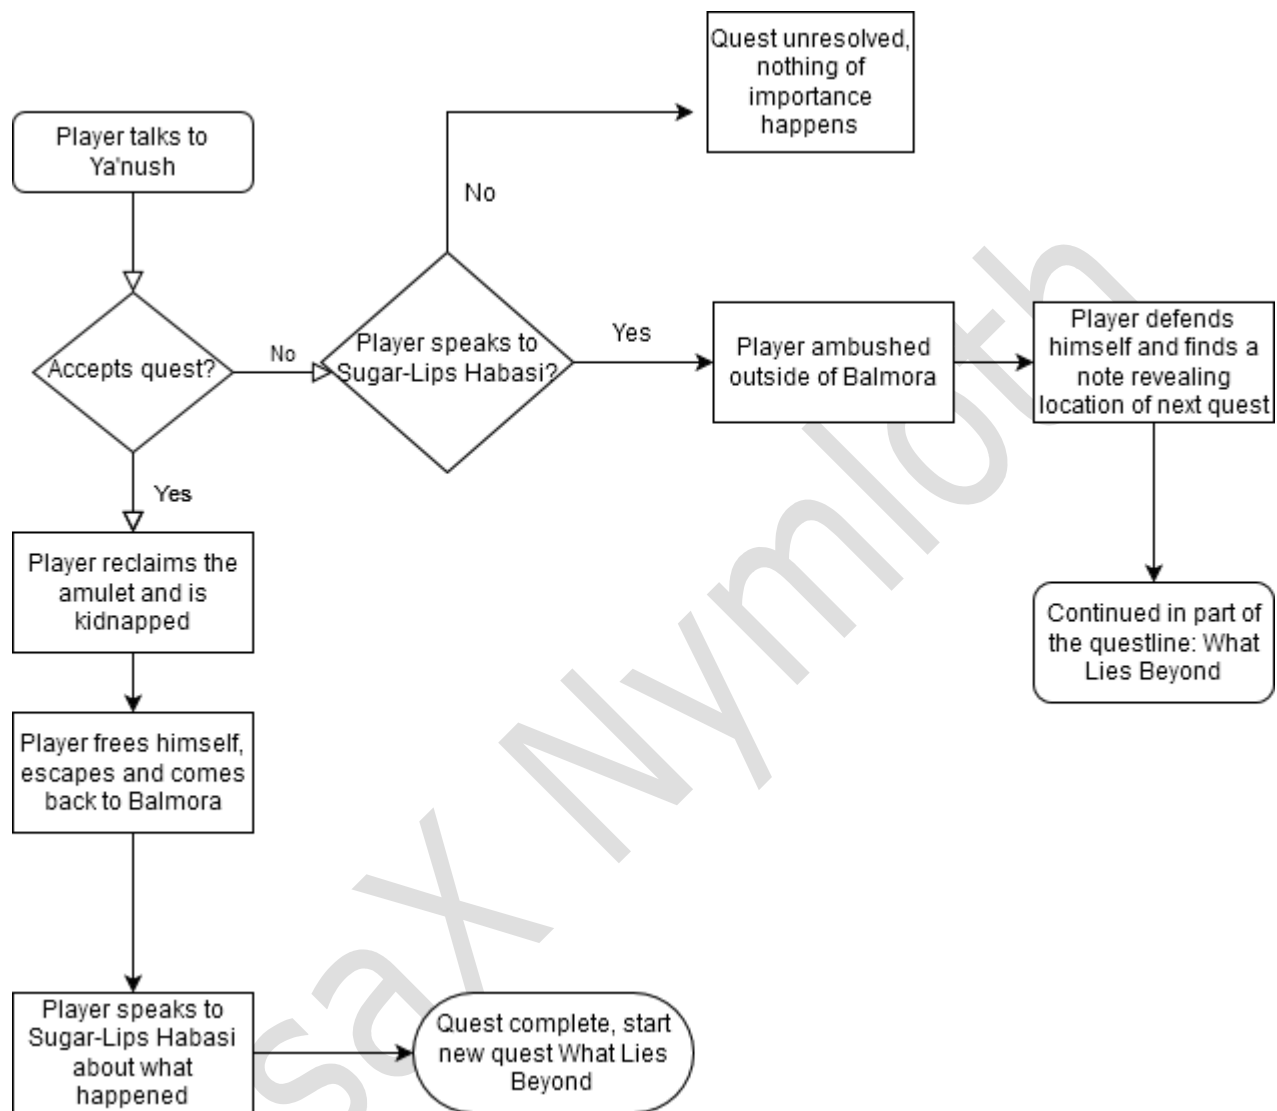 Quest unresolved,
nothing of
importance
happens
Player talks to
Ya'nush
No
Accepts quest?
No
Player speaks to
Sugar-Lips Habasi?
Yes
Player ambushed
outside of Balmora
Player defends
himself and finds a
note revealing
location of next quest
Yes
Player reclaims the
amulet and is
kidnapped
Continued in part of
the questline: What
Lies Beyond
Player frees himself,
escapes and comes
back to Balmora
Player speaks to
Sugar-Lips Habasi
about what
happened
Quest complete, start
new quest What Lies
Beyond
sax Nymloth